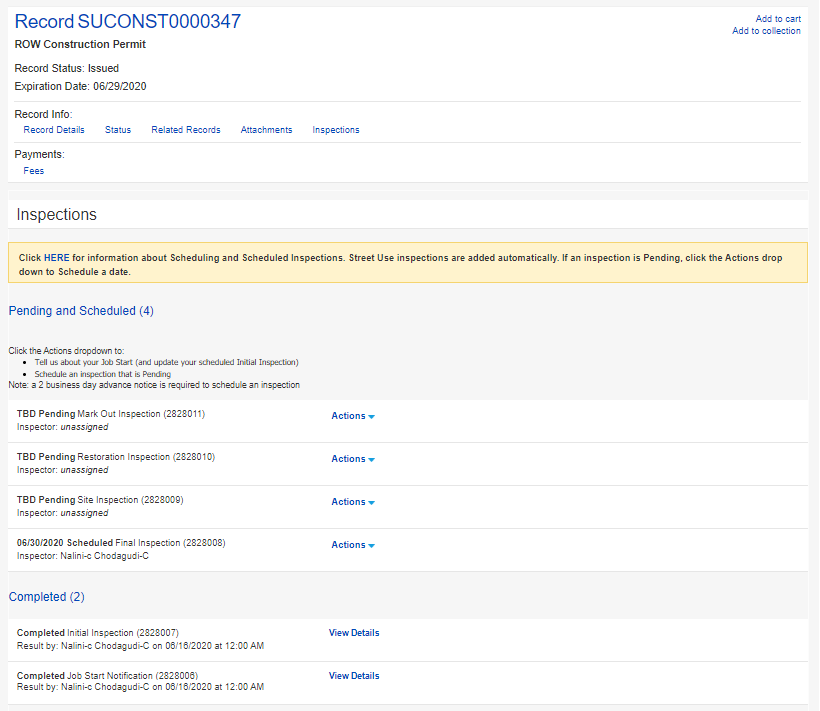 Record SUCONST0000347
Add to cart
Add to collection
ROW Construction Permit
Record Status: Issued
Expiration Date: 06/29/2020
Record Info:
Record Details Status Related Records Attachments Inspections
Payments:
Fees
Inspections
Click HERE for information about Scheduling and Scheduled Inspections. Street Use inspections are added automatically. If an inspection is Pending, click the Actions drop
down to Schedule a date.
Pending and Scheduled (4)
Click the Actions dropdown to:
• Tell us about your Job Start (and update your scheduled Initial Inspection)
• Schedule an inspection that is Pending
Note: a 2 business day advance notice is required to schedule an inspection
TBD Pending Mark Out Inspection (2828011) Actions
Inspector: unassigned
TBD Pending Restoration Inspection (2828010) Actions
Inspector: unassigned
TBD Pending Site Inspection (2828009) Actions
Inspector: unassigned
06/30/2020 Scheduled Final Inspection (2828008) Actions
Inspector: Nalini-c Chodagudi-C
Completed (2)
Completed Initial Inspection (2828007) View Details
Result by: Nalini-c Chodagudi-C on 06/16/2020 at 12:00 AM
Completed Job Start Notification (2828006) View Details
Result by: Nalini-c Chodagudi-C on 06/16/2020 at 12:00 AM